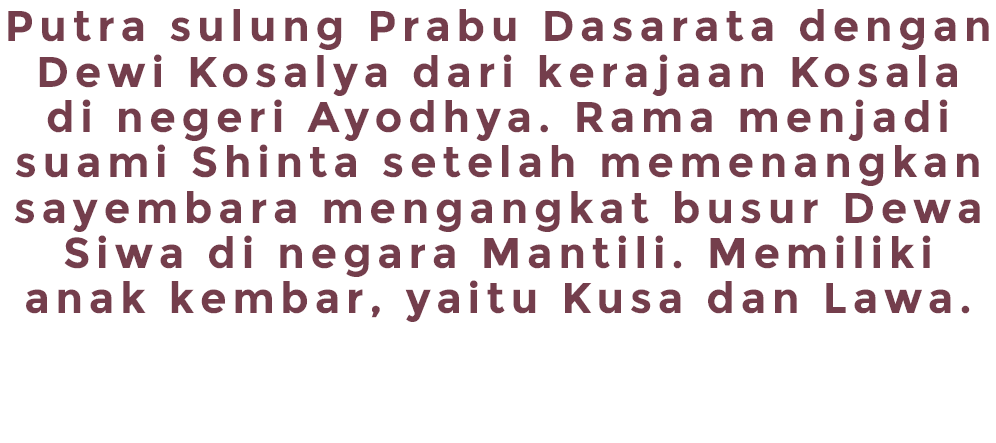 Putra sulung Prabu Dasarata dengan
Dewi Kosalya dari kerajaan Kosala
di negeri Ayodhya. Rama menjadi
suami Shinta setelah memenangkan
sayembara mengangkat busur Dewa
Siwa di negara Mantili. Memiliki
anak kembar, yaitu Kusa dan Lawa.